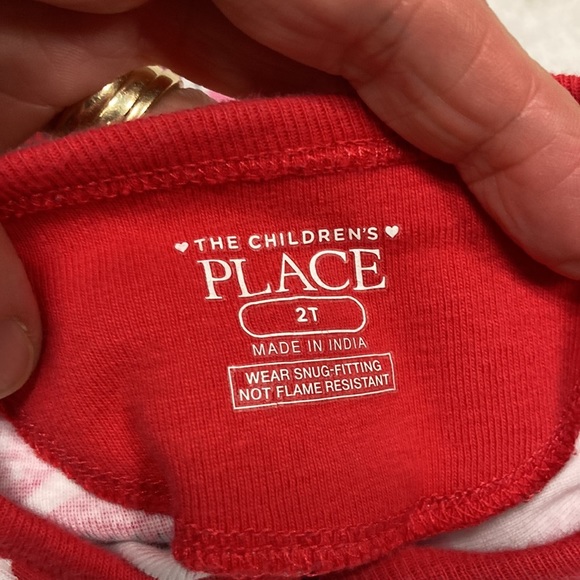 ♥ THE CHILDREN'S ♥
PLACE
2T
MADE IN INDIA
WEAR SNUG-FITTING
NOT FLAME RESISTANT